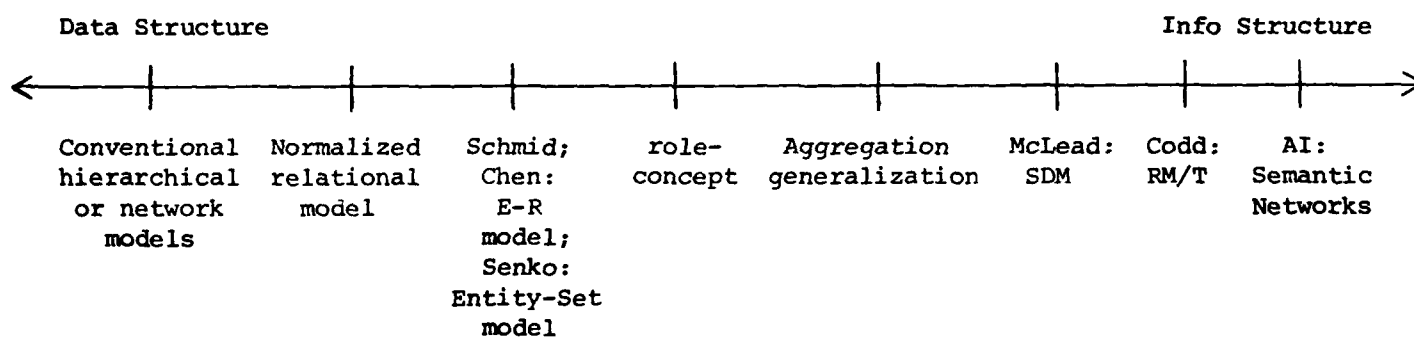 Data Structure
Info Structure
Conventional
hierarchical
or network
models
Normalized
relational
model
Schmid;
Chen:
E-R
model;
Senko:
Entity-Set
model
role-
concept
Aggregation
generalization
McLead:
SDM
Codd:
RM/T
AI:
Semantic
Networks